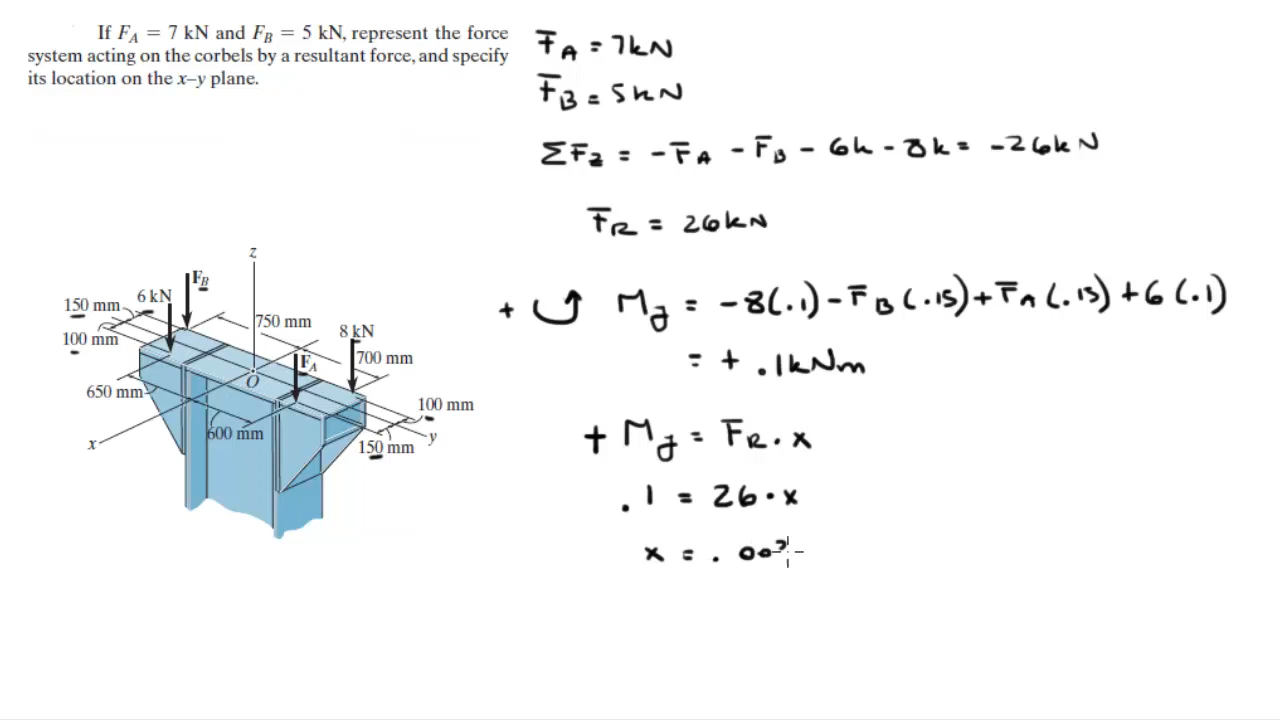 If F_A = 7 kN and F_B = 5 kN, represent the force
system acting on the corbels by a resultant force, and specify
its location on the x–y plane.
F_A = 7kN
F_B = 5kN
ΣF_z = -F_A - F_B - 6k - 8k = -26kN
F_R = 26kN
+ M_y = -8(.1) - F_B(.15) + F_A(.15) + 6(.1)
= + .1kNm
+ M_y = F_R · x
.1 = 26 · x
x = .00
z
F_B
6 kN
150 mm
750 mm
8 kN
100 mm
F_A
700 mm
O
650 mm
100 mm
600 mm
x
y
150 mm